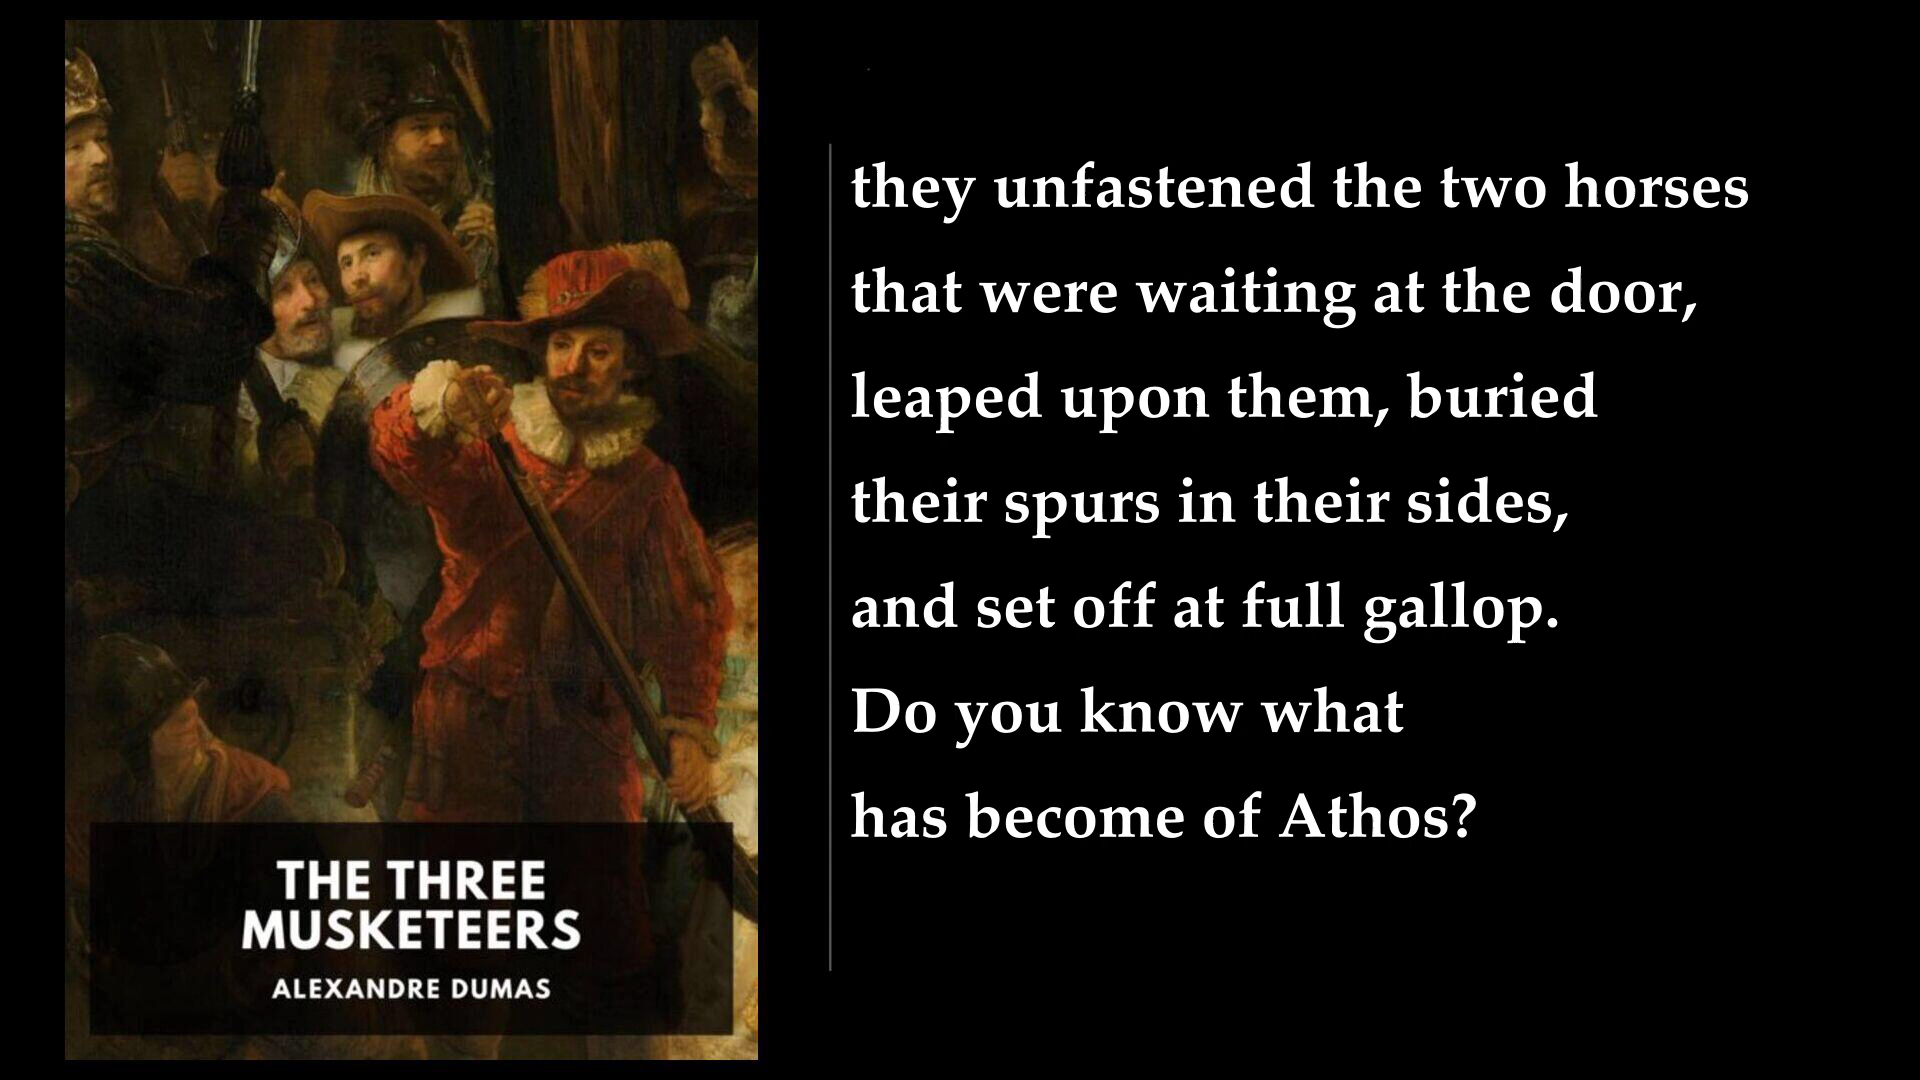 THE THREE
MUSKETEERS
ALEXANDRE DUMAS
they unfastened the two horses
that were waiting at the door,
leaped upon them, buried
their spurs in their sides,
and set off at full gallop.
Do you know what
has become of Athos?